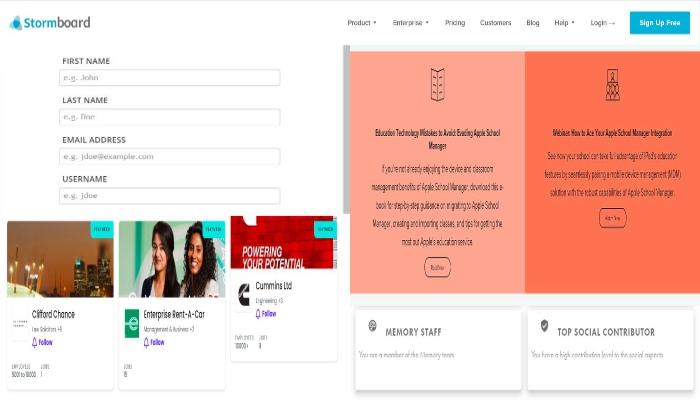 Stormboard
Product
Enterprise
Pricing
Customers
Blog
Help
Login →
Sign Up Free
FIRST NAME
e.g. John
LAST NAME
e.g. Doe
EMAIL ADDRESS
e.g. jdoe@example.com
USERNAME
e.g. jdoe
Education Technology Mistakes to Avoid: Evading Apple School
Manager
If you're not already enjoying the device and classroom
management benefits of Apple School Manager, download this e-
book for step-by-step guidance on migrating to Apple School
Manager, creating and importing classes, and tips for getting the
most out Apple's education service.
Read Now
Webinar: How to Ace Your Apple School Manager Integration
See how your school can take full advantage of iPad's education
features by seamlessly pairing a mobile device management (MDM)
solution with the robust capabilities of Apple School Manager.
FEATURED
Clifford Chance
Law Solicitors +6
Follow
EMPLOYEES JOBS
5001 to 10000 1
FEATURED
Enterprise Rent-A-Car
Management & Business +7
Follow
JOBS
15
FEATURED
POWERING
YOUR POTENTIAL
Cummins Ltd
Engineering +3
Follow
EMPLOYEES JOBS
10000+ 9
MEMORY STAFF
You are a member of the Memory team
TOP SOCIAL CONTRIBUTOR
You have a high contribution level to the social aspects